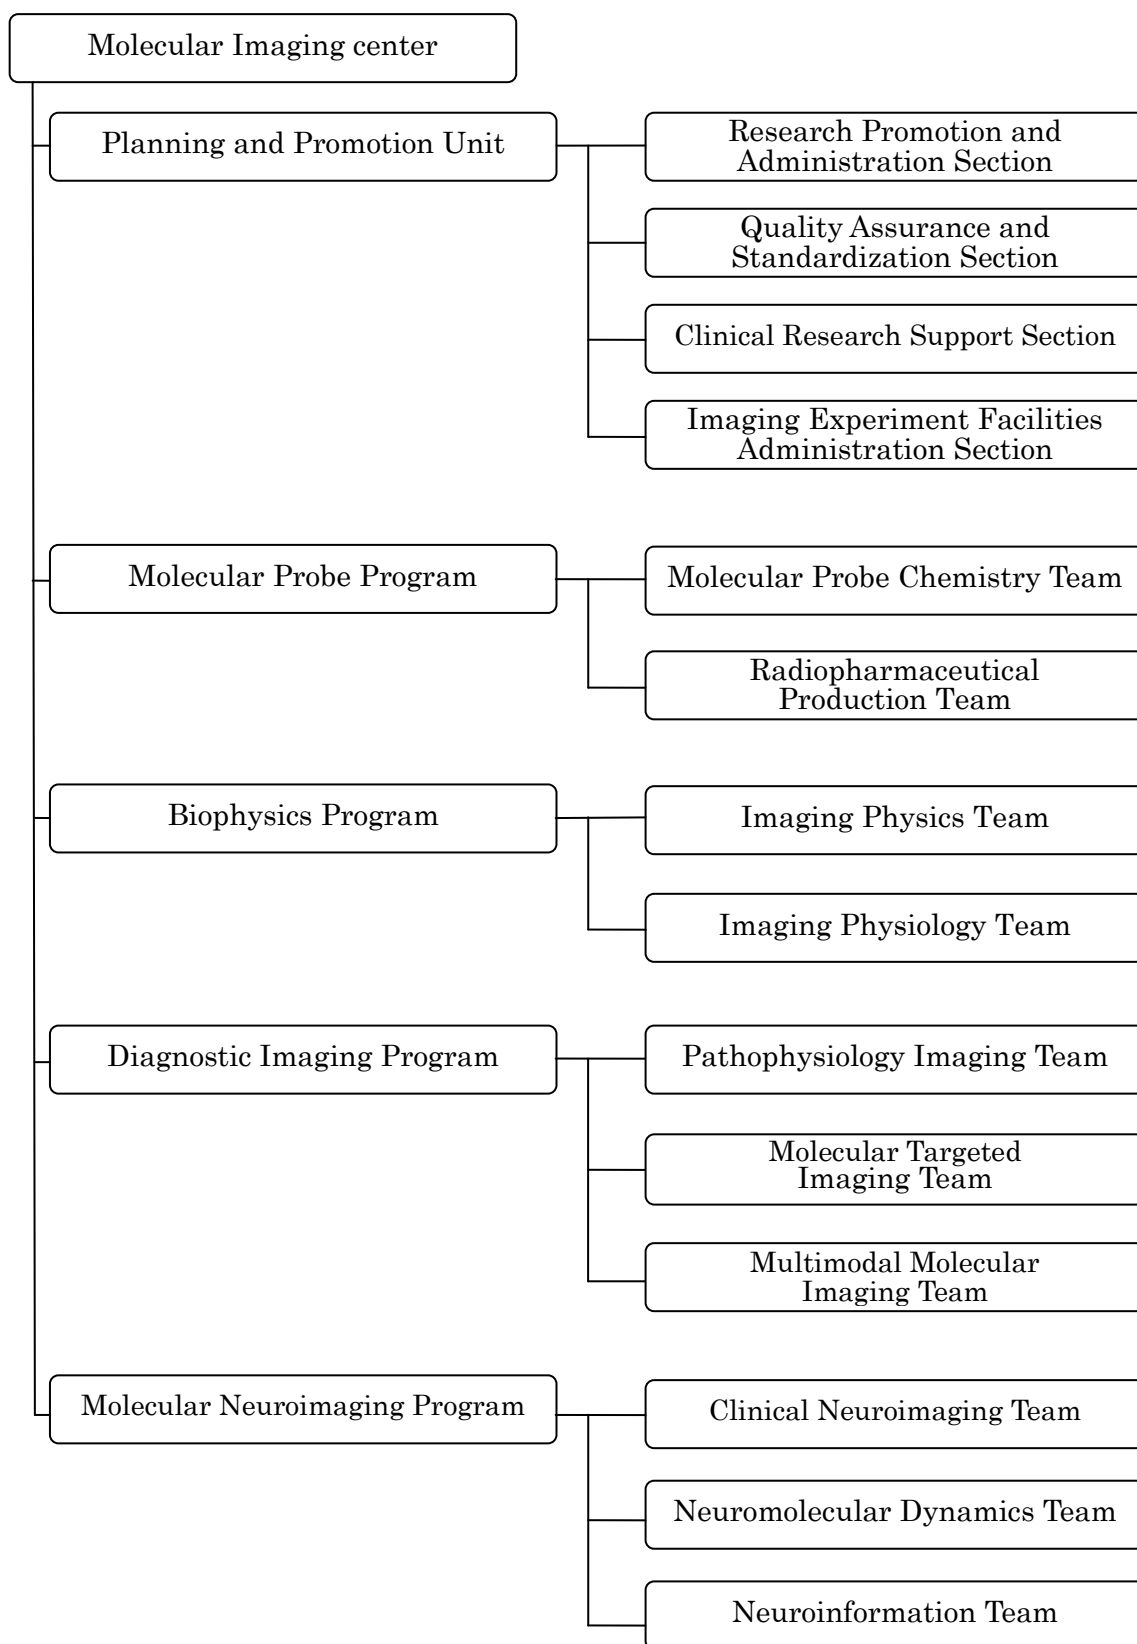 Molecular Imaging center
Planning and Promotion Unit
Research Promotion and
Administration Section
Quality Assurance and
Standardization Section
Clinical Research Support Section
Imaging Experiment Facilities
Administration Section
Molecular Probe Program
Molecular Probe Chemistry Team
Radiopharmaceutical
Production Team
Biophysics Program
Imaging Physics Team
Imaging Physiology Team
Diagnostic Imaging Program
Pathophysiology Imaging Team
Molecular Targeted
Imaging Team
Multimodal Molecular
Imaging Team
Molecular Neuroimaging Program
Clinical Neuroimaging Team
Neuromolecular Dynamics Team
Neuroinformation Team